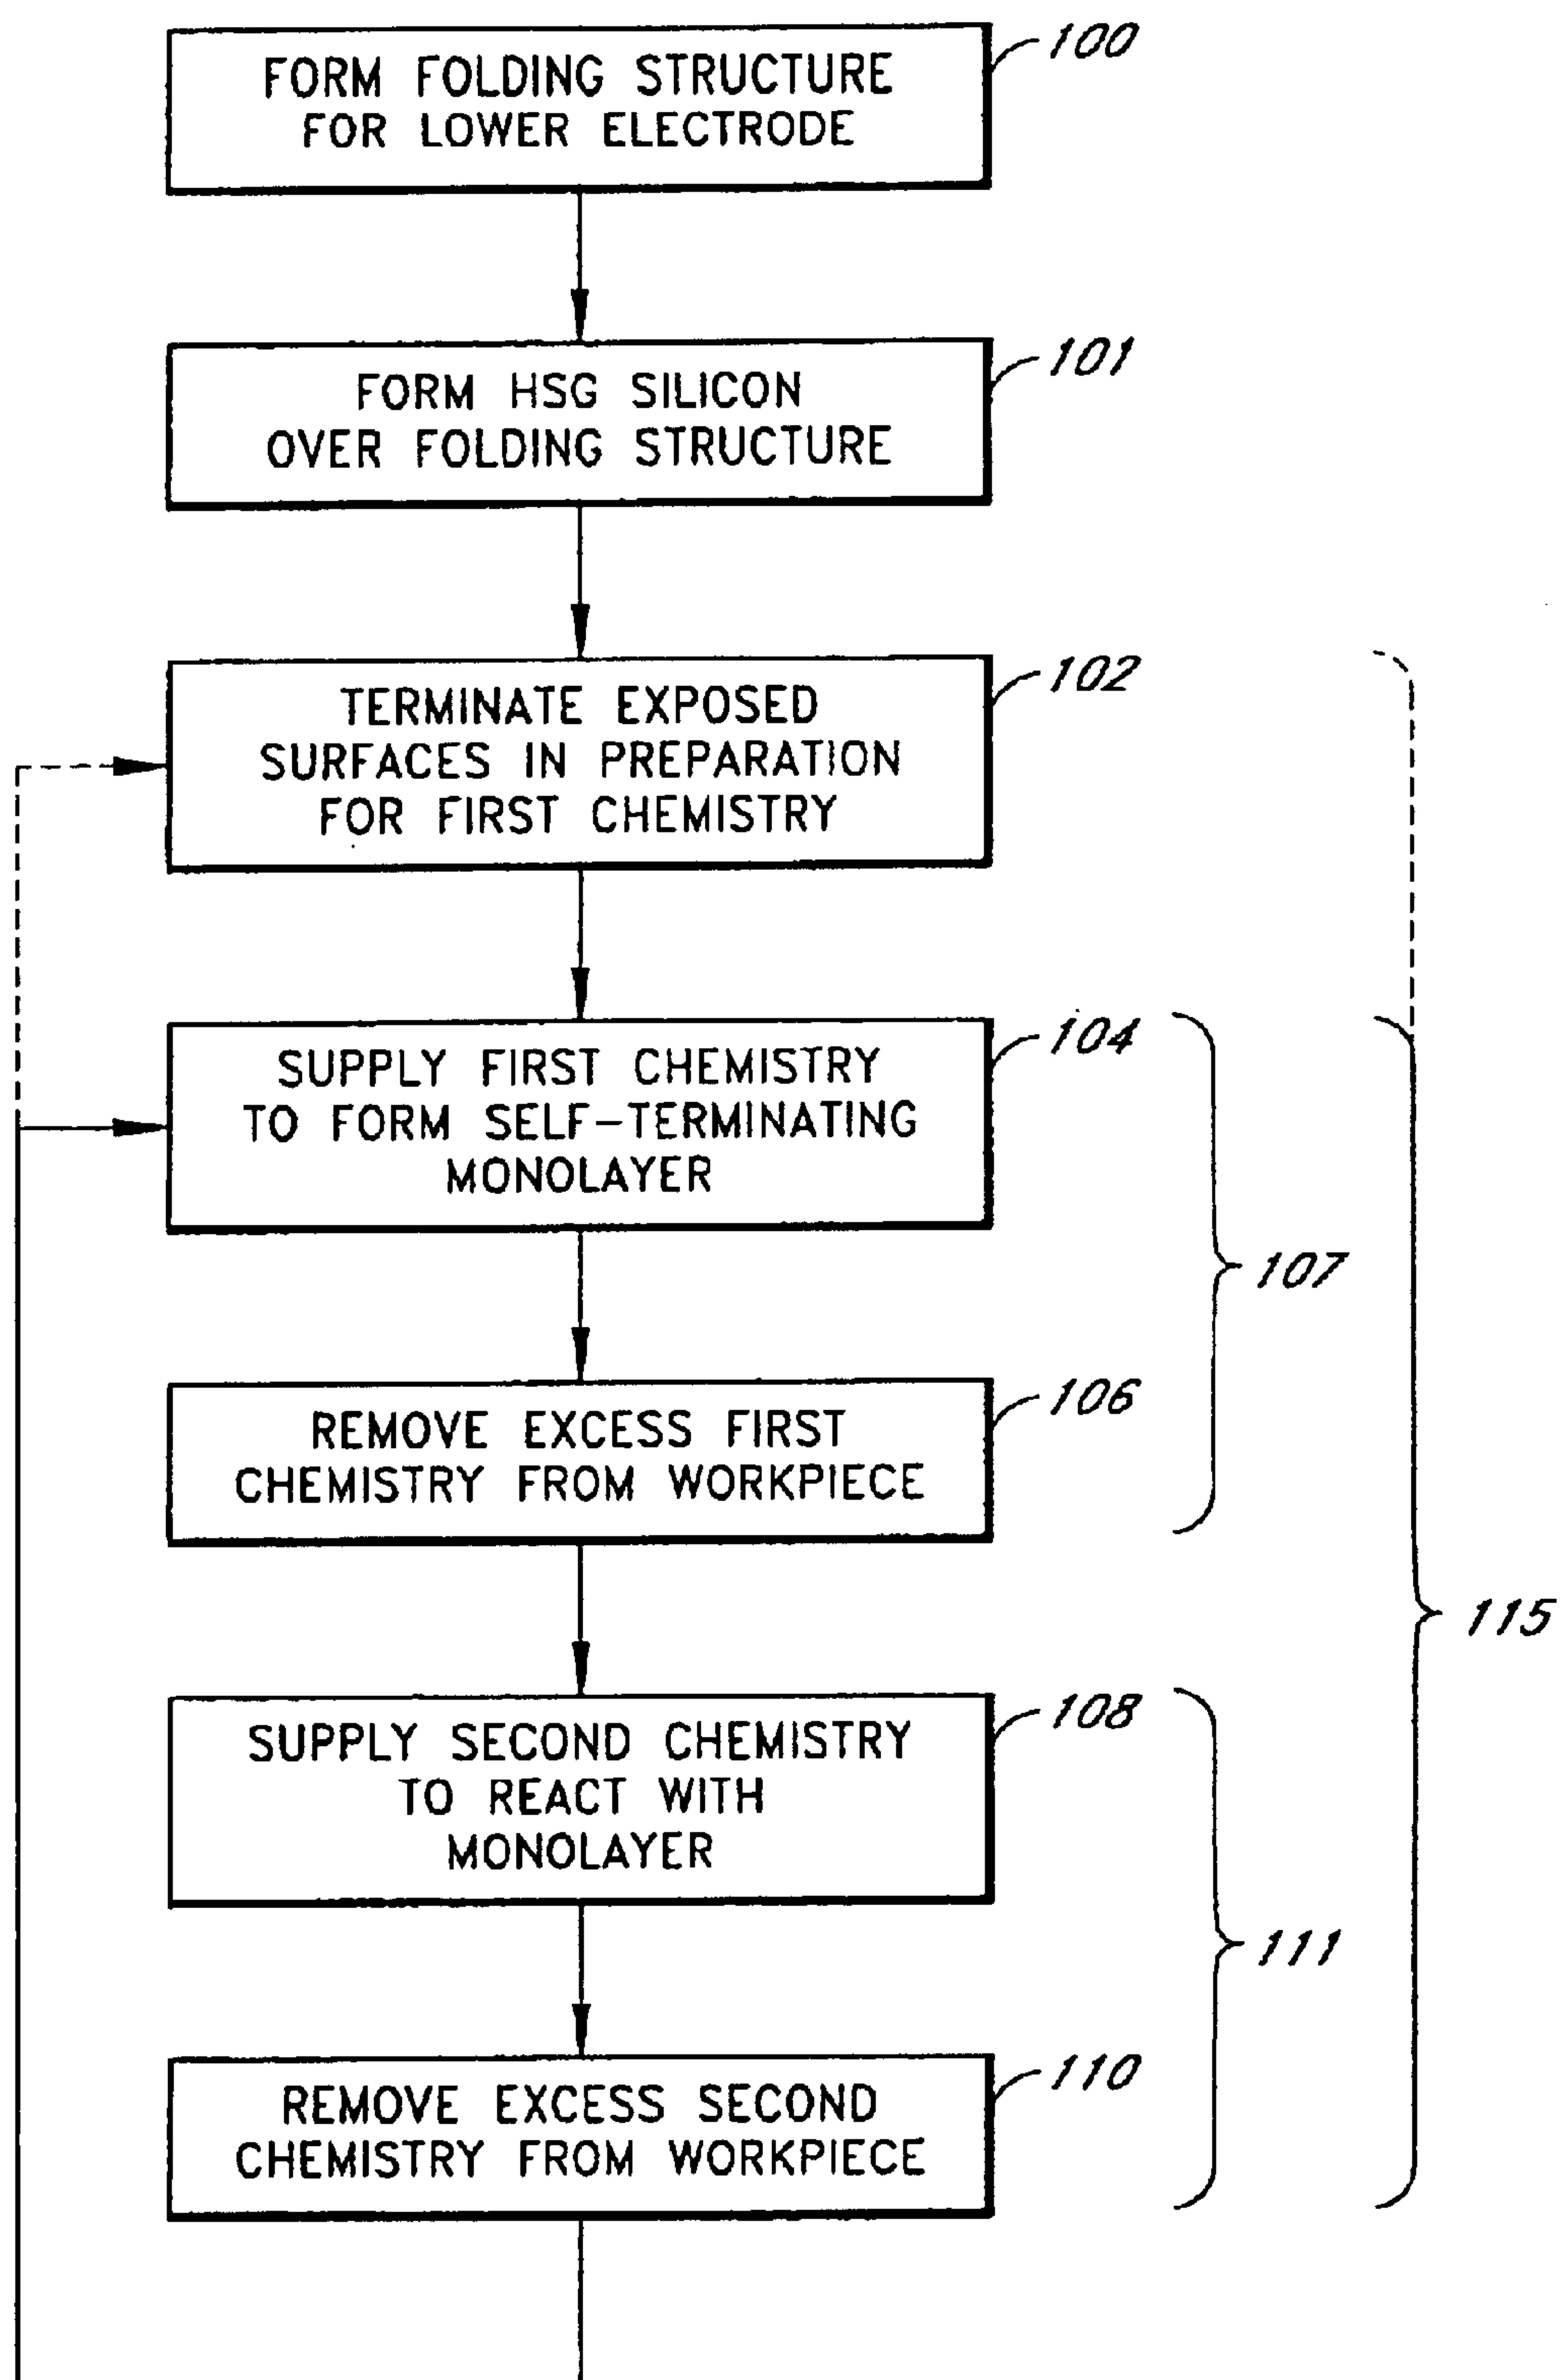 FORM FOLDING STRUCTURE
FOR LOWER ELECTRODE
100
FORM HSG SILICON
OVER FOLDING STRUCTURE
101
TERMINATE EXPOSED
SURFACES IN PREPARATION
FOR FIRST CHEMISTRY
102
SUPPLY FIRST CHEMISTRY
TO FORM SELF-TERMINATING
MONOLAYER
104
107
REMOVE EXCESS FIRST
CHEMISTRY FROM WORKPIECE
106
115
SUPPLY SECOND CHEMISTRY
TO REACT WITH
MONOLAYER
108
111
REMOVE EXCESS SECOND
CHEMISTRY FROM WORKPIECE
110